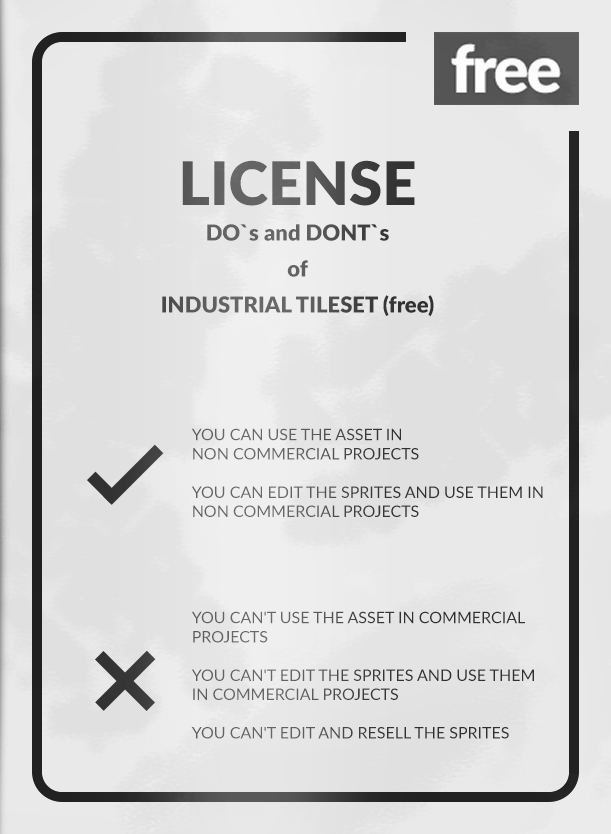 free
LICENSE
DO`s and DONT`s
of
INDUSTRIAL TILESET (free)
YOU CAN USE THE ASSET IN
NON COMMERCIAL PROJECTS
YOU CAN EDIT THE SPRITES AND USE THEM IN
NON COMMERCIAL PROJECTS
YOU CAN'T USE THE ASSET IN COMMERCIAL
PROJECTS
YOU CAN'T EDIT THE SPRITES AND USE THEM
IN COMMERCIAL PROJECTS
YOU CAN'T EDIT AND RESELL THE SPRITES